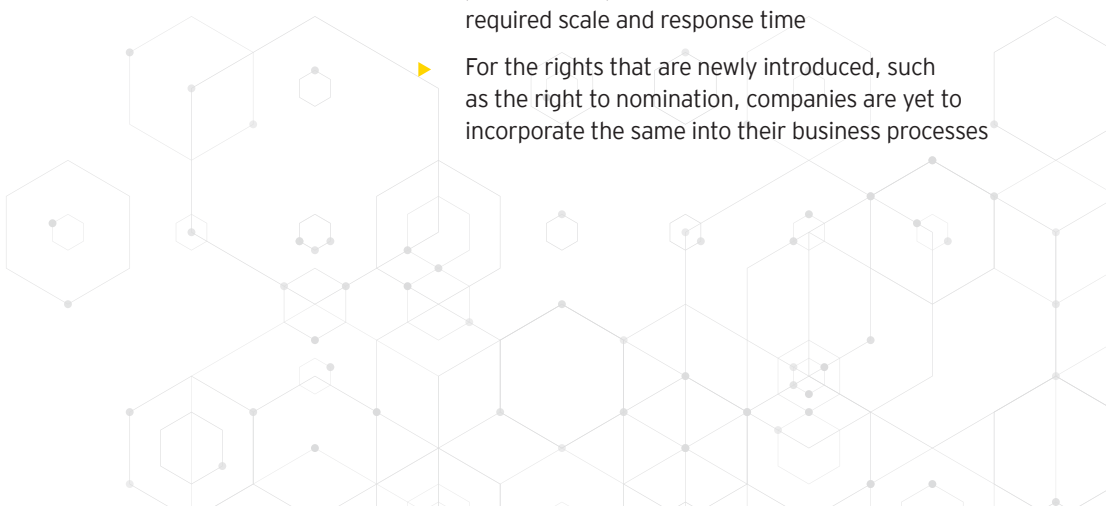 required scale and response time
For the rights that are newly introduced, such
as the right to nomination, companies are yet to
incorporate the same into their business processes